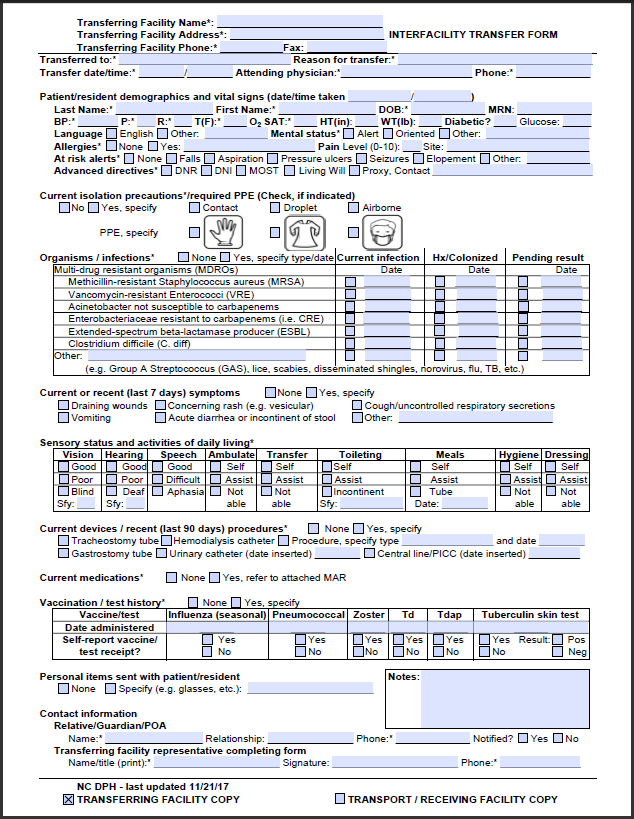 Transferring Facility Name*:
Transferring Facility Address*: INTERFACILITY TRANSFER FORM
Transferring Facility Phone:* Fax:
Transferred to:* Reason for transfer:*
Transfer date/time:* / Attending physician:* Phone:*
Patient/resident demographics and vital signs (date/time taken / )
Last Name:* First Name:* DOB:* MRN:
BP:* P:* R:* T(F):* O₂ SAT:* HT(in): WT(lb): Diabetic? Glucose:
Language English Other: Mental status* Alert Oriented Other:
Allergies* None Yes: Pain Level (0-10): Site:
At risk alerts* None Falls Aspiration Pressure ulcers Seizures Elopement Other:
Advanced directives* DNR DNI MOST Living Will Proxy, Contact
Current isolation precautions*/required PPE (Check, if indicated)
No Yes, specify Contact Droplet Airborne
PPE, specify
Organisms / infections* None Yes, specify type/date Current infection Hx/Colonized Pending result
Multi-drug resistant organisms (MDROs) Date Date Date
Methicillin-resistant Staphylococcus aureus (MRSA)
Vancomycin-resistant Enterococci (VRE)
Acinetobacter not susceptible to carbapenems
Enterobacteriaceae resistant to carbapenems (i.e. CRE)
Extended-spectrum beta-lactamase producer (ESBL)
Clostridium difficile (C. diff)
Other:
(e.g. Group A Streptococcus (GAS), lice, scabies, disseminated shingles, norovirus, flu, TB, etc.)
Current or recent (last 7 days) symptoms None Yes, specify
Draining wounds Concerning rash (e.g. vesicular) Cough/uncontrolled respiratory secretions
Vomiting Acute diarrhea or incontinent of stool Other:
Sensory status and activities of daily living*
Vision Hearing Speech Ambulate Transfer Toileting Meals Hygiene Dressing
Good Good Good Self Self Self Self Self Self
Poor Poor Difficult Assist Assist Assist Assist Assist Assist
Blind Deaf Aphasia Not Not Incontinent Tube Not Not
Sfy: Sfy: able able Sfy: Date: able able
Current devices / recent (last 90 days) procedures* None Yes, specify
Tracheostomy tube Hemodialysis catheter Procedure, specify type and date
Gastrostomy tube Urinary catheter (date inserted) Central line/PICC (date inserted)
Current medications* None Yes, refer to attached MAR
Vaccination / test history* None Yes, specify
Vaccine/test Influenza (seasonal) Pneumococcal Zoster Td Tdap Tuberculin skin test
Date administered
Self-report vaccine/ Yes Yes Yes Yes Yes Yes Result: Pos
test receipt? No No No No No No Neg
Personal items sent with patient/resident Notes:
None Specify (e.g. glasses, etc.):
Contact information
Relative/Guardian/POA
Name:* Relationship: Phone:* Notified? Yes No
Transferring facility representative completing form
Name/title (print):* Signature: Phone:*
NC DPH - last updated 11/21/17
TRANSFERRING FACILITY COPY TRANSPORT / RECEIVING FACILITY COPY